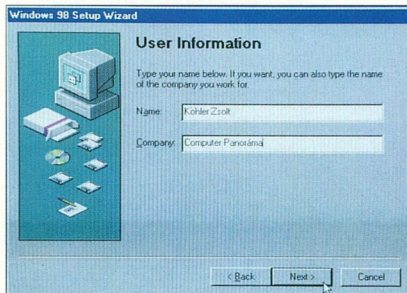 Windows 98 Setup Wizard
User Information
Type your name below. If you want, you can also type the name
of the company you work for.
Name: Kohler Zsolt
Company: Computer Panoráma
< Back Next > Cancel